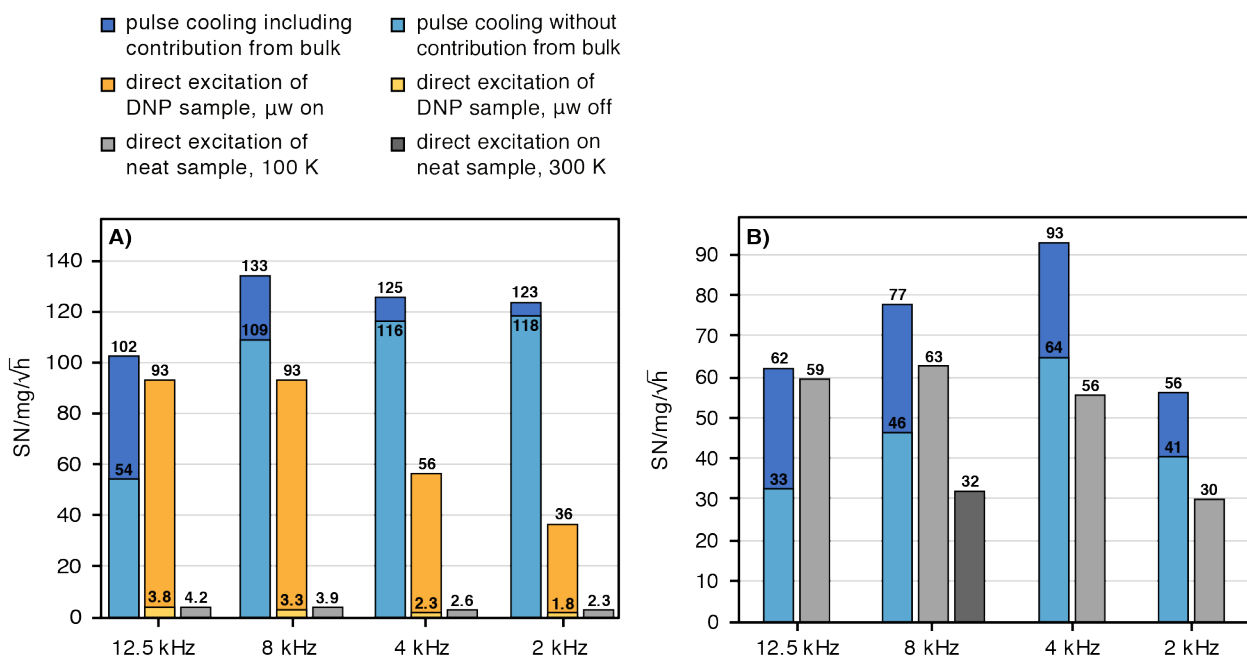 pulse cooling including
contribution from bulk
pulse cooling without
contribution from bulk
direct excitation of
DNP sample, µw on
direct excitation of
DNP sample, µw off
direct excitation of
neat sample, 100 K
direct excitation on
neat sample, 300 K
A)
SN/mg/√h
140
120
100
80
60
40
20
0
102
54
93
3.8
4.2
133
109
93
3.3
3.9
125
116
56
2.3
2.6
123
118
36
1.8
2.3
12.5 kHz
8 kHz
4 kHz
2 kHz
B)
SN/mg/√h
90
80
70
60
50
40
30
20
10
0
62
33
59
77
46
63
32
93
64
56
56
41
30
12.5 kHz
8 kHz
4 kHz
2 kHz